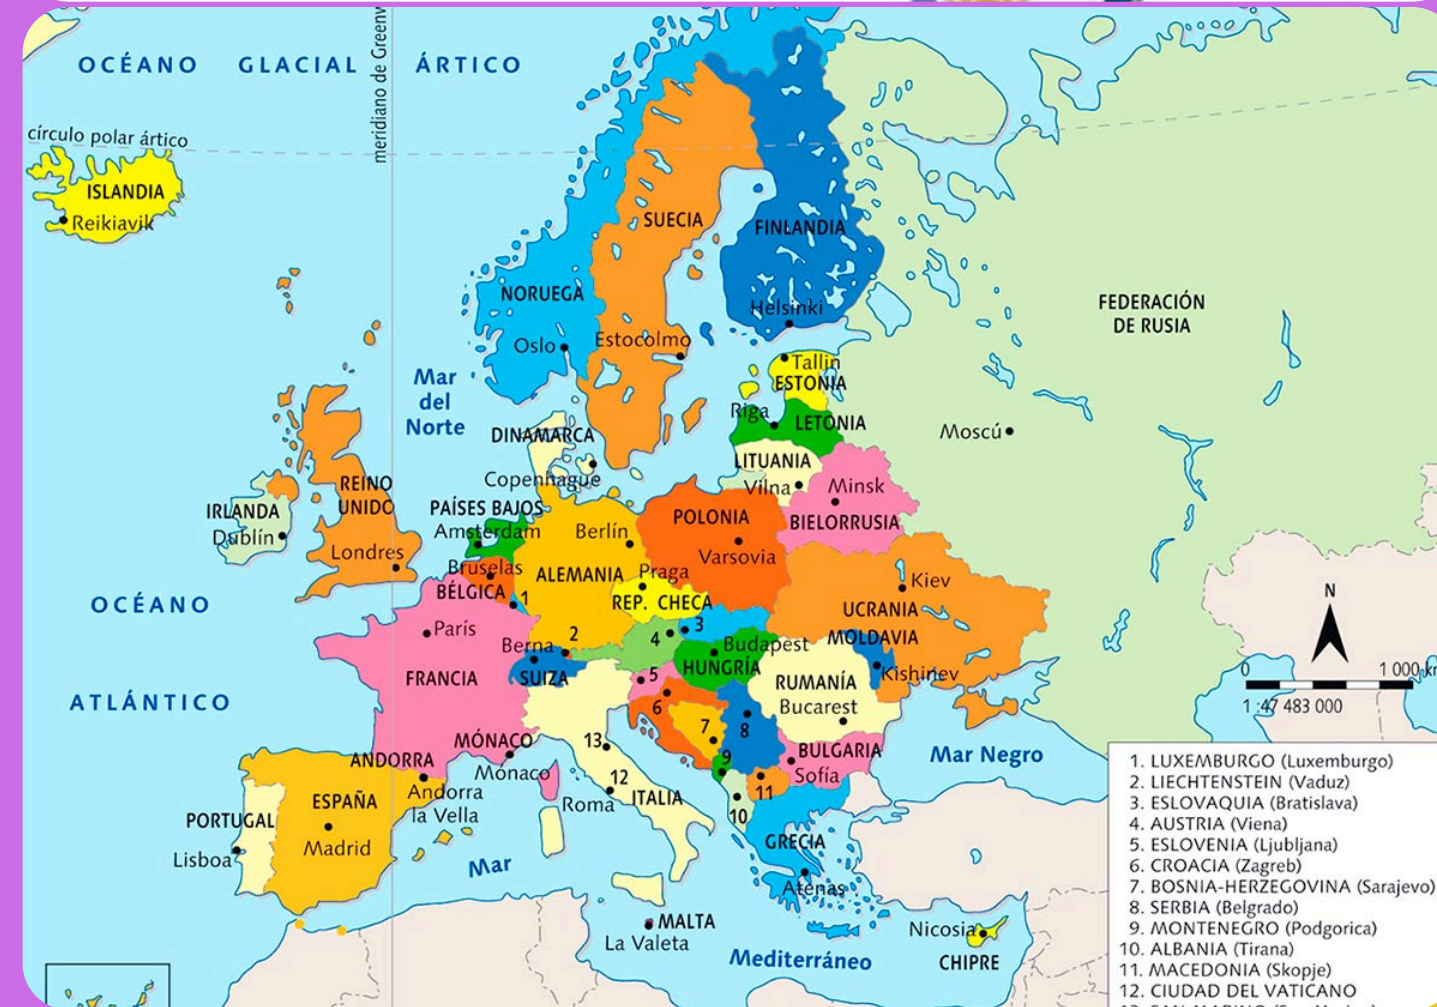 OCÉANO GLACIAL ÁRTICO
meridiano de Greenw
círculo polar ártico
ISLANDIA
Reikiavik
SUECIA
FINLANDIA
NORUEGA
Helsinki
Oslo
Estocolmo
FEDERACIÓN
DE RUSIA
Mar
del
Norte
Tallin
ESTONIA
Riga
LETONIA
Moscú
DINAMARCA
Copenhague
LITUANIA
Vilna
Minsk
BIELORRUSIA
IRLANDA
Dublín
REINO
UNIDO
Londres
PAÍSES BAJOS
Amsterdam
Berlín
POLONIA
Varsovia
Bruselas
BÉLGICA
1
ALEMANIA
Praga
REP. CHECA
Kiev
UCRANIA
OCÉANO
ATLÁNTICO
París
FRANCIA
Berna
2
SUIZA
3
4
Budapest
HUNGRÍA
MOLDAVIA
Kishinev
RUMANÍA
Bucarest
5
6
7
8
9
10
11
12
13
N
0 1 000 km
1 :47 483 000
MÓNACO
Mónaco
ANDORRA
Andorra
la Vella
ESPAÑA
Madrid
PORTUGAL
Lisboa
Roma
ITALIA
BULGARIA
Sofía
Mar Negro
GRECIA
Atenas
Mar
Mediterráneo
MALTA
La Valeta
Nicosia
CHIPRE
1. LUXEMBURGO (Luxemburgo)
2. LIECHTENSTEIN (Vaduz)
3. ESLOVAQUIA (Bratislava)
4. AUSTRIA (Viena)
5. ESLOVENIA (Ljubljana)
6. CROACIA (Zagreb)
7. BOSNIA-HERZEGOVINA (Sarajevo)
8. SERBIA (Belgrado)
9. MONTENEGRO (Podgorica)
10. ALBANIA (Tirana)
11. MACEDONIA (Skopje)
12. CIUDAD DEL VATICANO